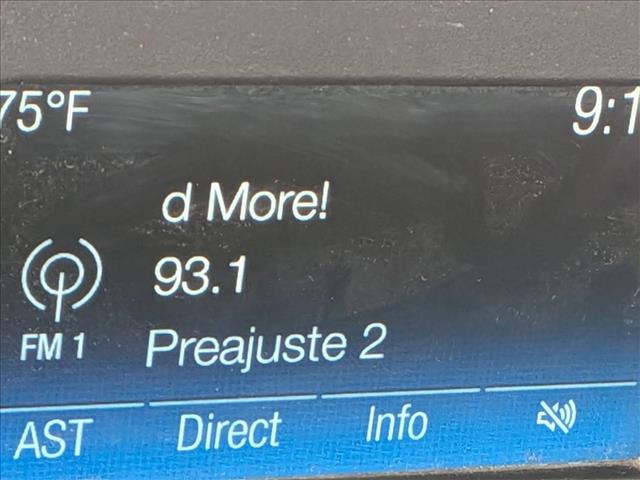 75°F
9:1
d More!
93.1
FM 1
Preajuste 2
AST Direct Info